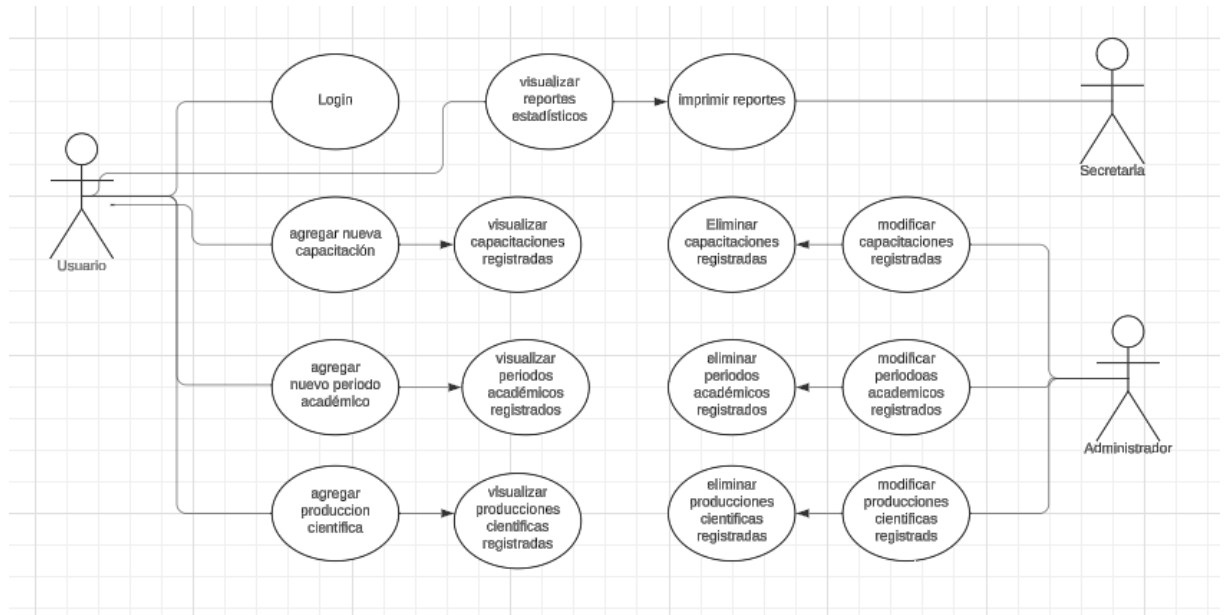 Login
visualizar
reportes
estadísticos
imprimir reportes
Secretaria
Usuario
agregar nueva
capacitación
visualizar
capacitaciones
registradas
Eliminar
capacitaciones
registradas
modificar
capacitaciones
registradas
agregar
nuevo periodo
académico
visualizar
periodos
académicos
registrados
eliminar
periodos
académicos
registrados
modificar
periodoas
academicos
registrados
Administrador
agregar
produccion
cientifica
visualizar
producciones
cientificas
registradas
eliminar
producciones
cientificas
registradas
modificar
producciones
cientificas
registrads